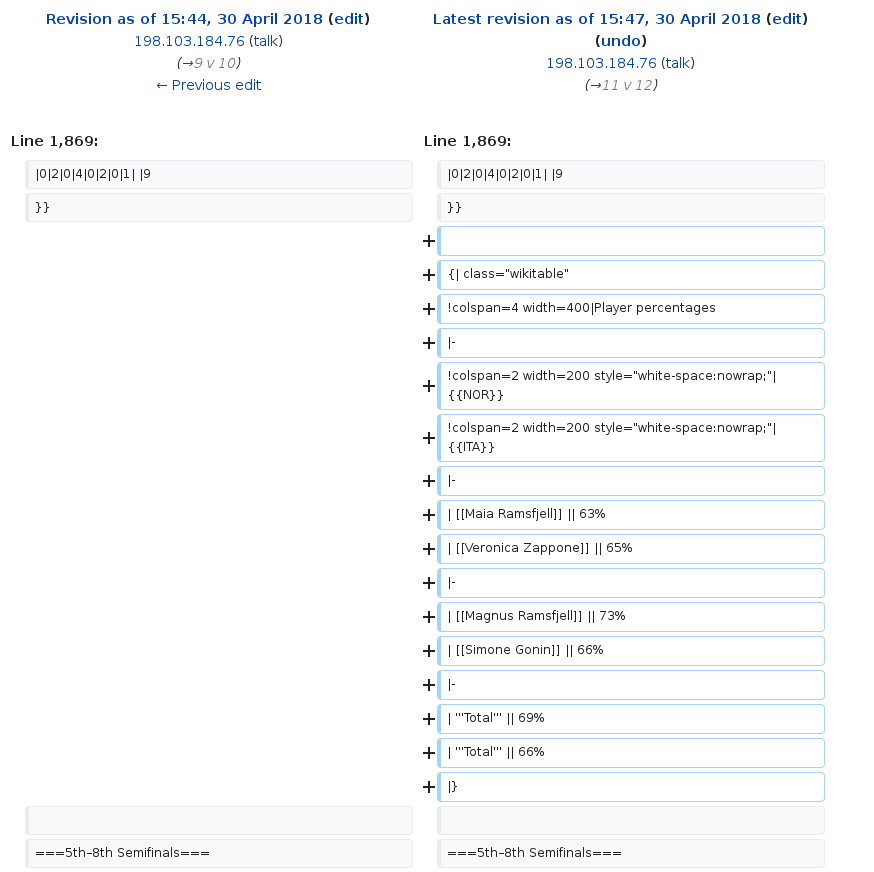 Revision as of 15:44, 30 April 2018 (edit)
198.103.184.76 (talk)
(→9 v 10)
← Previous edit
Latest revision as of 15:47, 30 April 2018 (edit)
(undo)
198.103.184.76 (talk)
(→11 v 12)
Line 1,869:
Line 1,869:
|0|2|0|4|0|2|0|1| |9
|0|2|0|4|0|2|0|1| |9
}}
}}
+
+ {| class="wikitable"
+ !colspan=4 width=400|Player percentages
+ |-
+ !colspan=2 width=200 style="white-space:nowrap;"|
{{NOR}}
+ !colspan=2 width=200 style="white-space:nowrap;"|
{{ITA}}
+ |-
+ | [[Maia Ramsfjell]] || 63%
+ | [[Veronica Zappone]] || 65%
+ |-
+ | [[Magnus Ramsfjell]] || 73%
+ | [[Simone Gonin]] || 66%
+ |-
+ | '''Total''' || 69%
+ | '''Total''' || 66%
+ |}
===5th–8th Semifinals===
===5th–8th Semifinals===